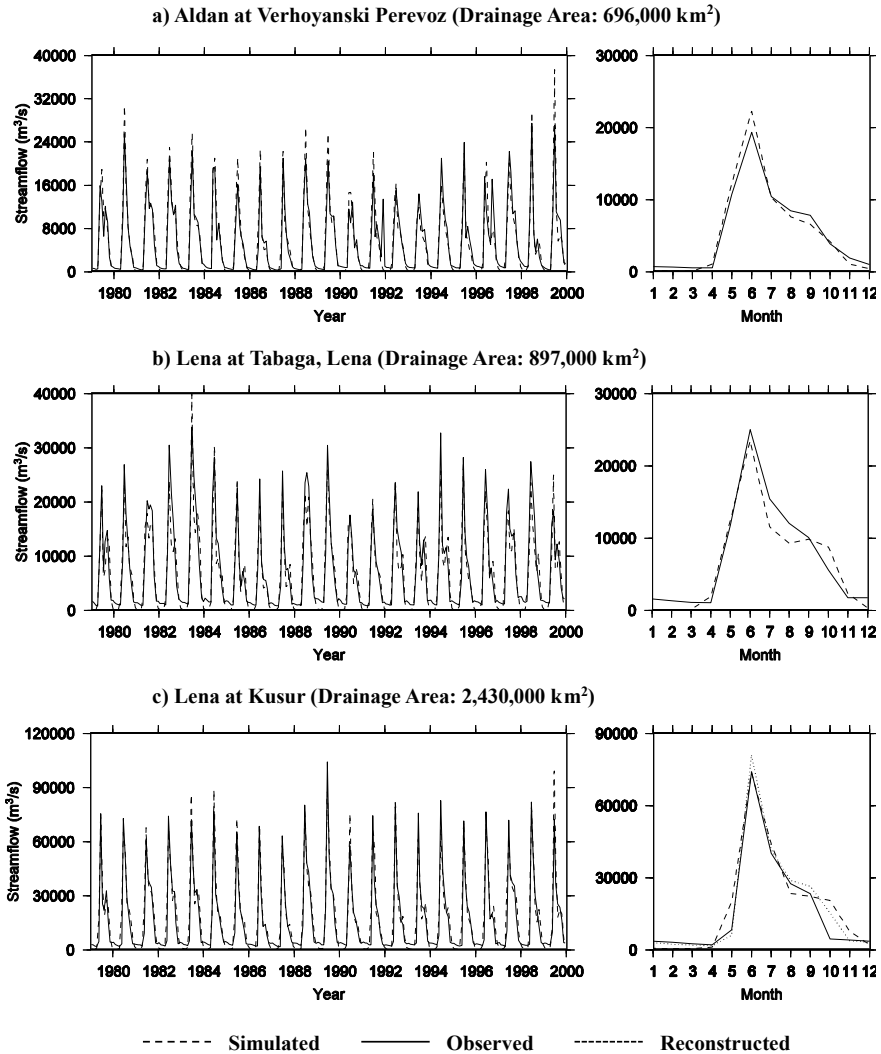 a) Aldan at Verhoyanski Perevoz (Drainage Area: 696,000 km²)
40000
32000
24000
16000
8000
0
Streamflow (m³/s)
1980 1982 1984 1986 1988 1990 1992 1994 1996 1998 2000
Year
30000
20000
10000
0
1 2 3 4 5 6 7 8 9 10 11 12
Month
b) Lena at Tabaga, Lena (Drainage Area: 897,000 km²)
40000
30000
20000
10000
0
Streamflow (m³/s)
1980 1982 1984 1986 1988 1990 1992 1994 1996 1998 2000
Year
30000
20000
10000
0
1 2 3 4 5 6 7 8 9 10 11 12
Month
c) Lena at Kusur (Drainage Area: 2,430,000 km²)
120000
90000
60000
30000
0
Streamflow (m³/s)
1980 1982 1984 1986 1988 1990 1992 1994 1996 1998 2000
Year
90000
60000
30000
0
1 2 3 4 5 6 7 8 9 10 11 12
Month
Simulated Observed Reconstructed